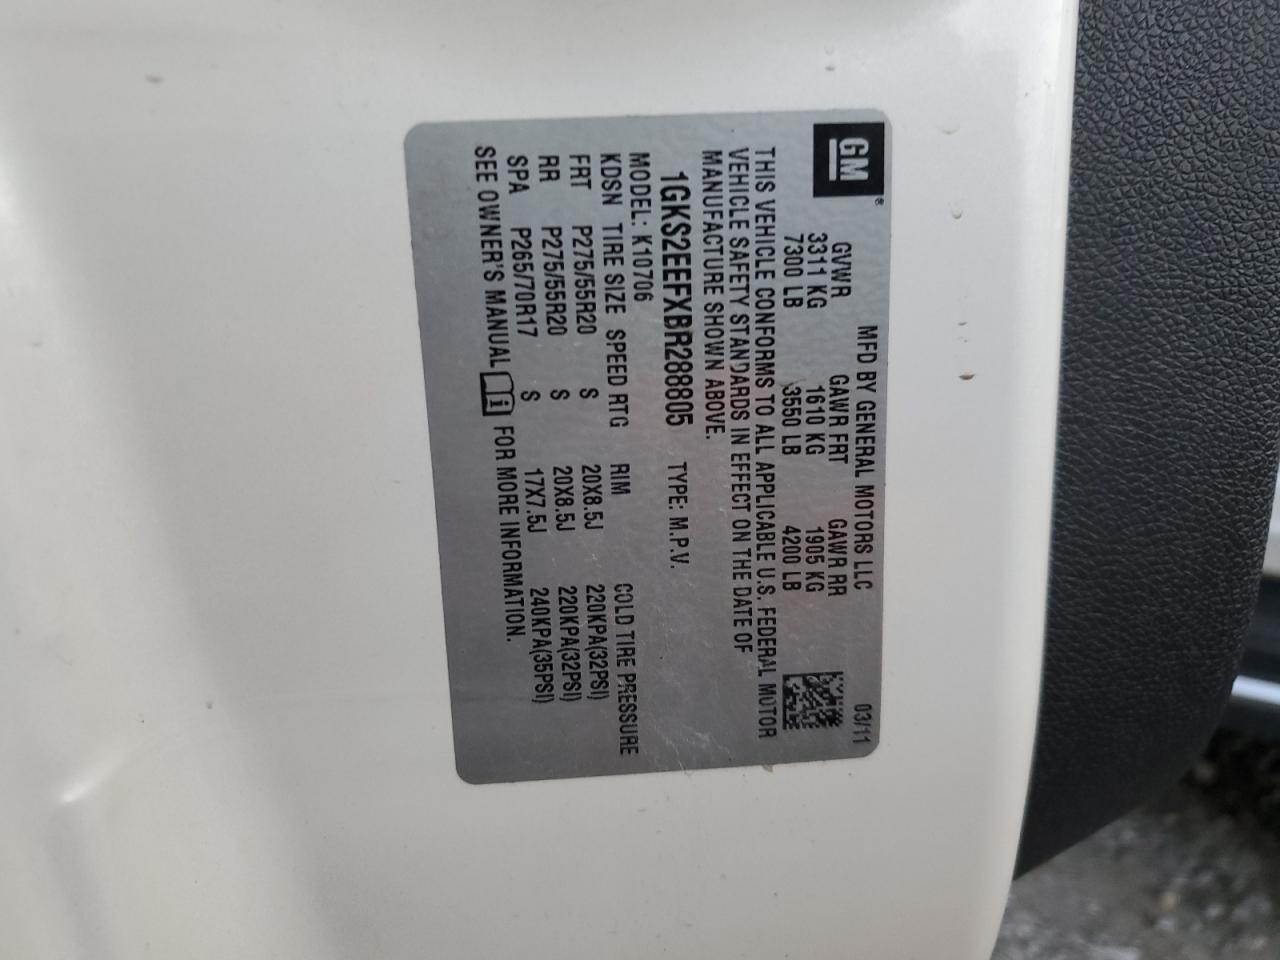 GM®
MFD BY GENERAL MOTORS LLC 03/11
GVWR GAWR FRT GAWR RR
3311 KG 1610 KG 1905 KG
7300 LB 3550 LB 4200 LB
THIS VEHICLE CONFORMS TO ALL APPLICABLE U.S. FEDERAL MOTOR
VEHICLE SAFETY STANDARDS IN EFFECT ON THE DATE OF
MANUFACTURE SHOWN ABOVE.
1GKS2EEFXBR288805 TYPE: M.P.V.
MODEL: K10706
KDSN TIRE SIZE SPEED RTG RIM COLD TIRE PRESSURE
FRT P275/55R20 S 20X8.5J 220KPA(32PSI)
RR P275/55R20 S 20X8.5J 220KPA(32PSI)
SPA P265/70R17 S 17X7.5J 240KPA(35PSI)
SEE OWNER'S MANUAL i FOR MORE INFORMATION.